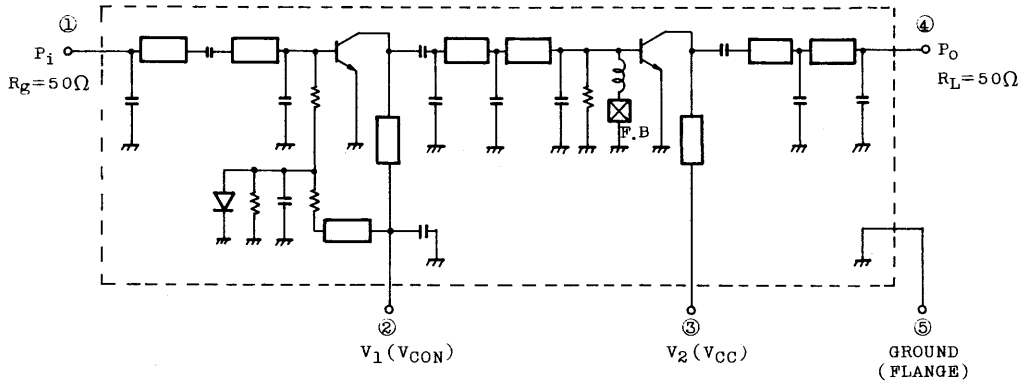 ①
④
Pi
Po
Rg=50Ω
RL=50Ω
F.B
②
③
⑤
V1(VCON)
V2(VCC)
GROUND
(FLANGE)